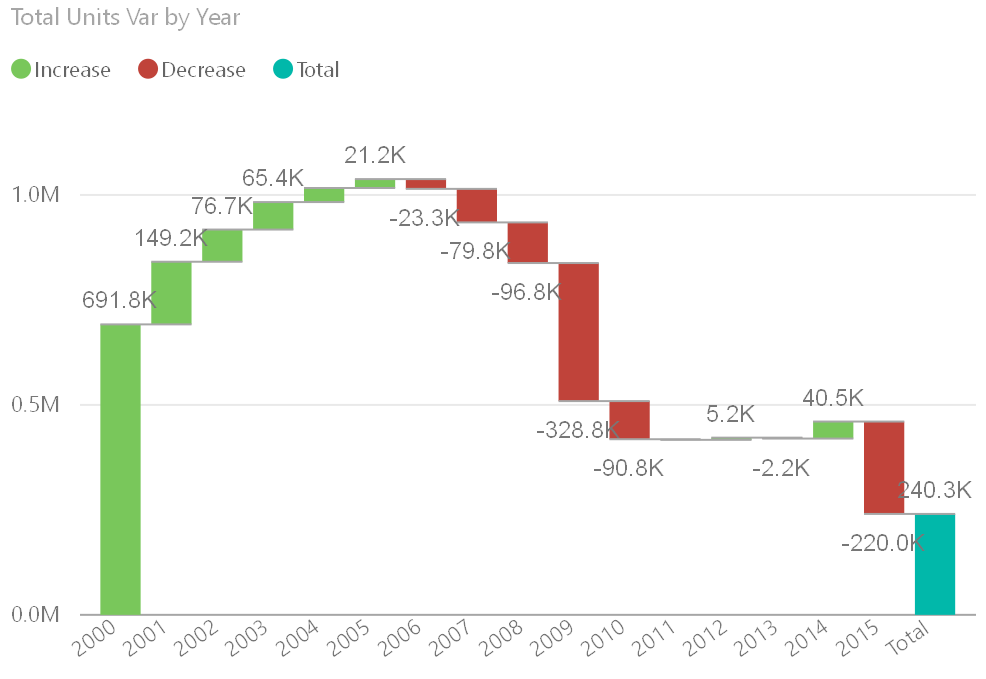 Total Units Var by Year
Increase Decrease Total
21.2K
65.4K
1.0M
76.7K
-23.3K
149.2K
-79.8K
-96.8K
691.8K
40.5K
0.5M
5.2K
-328.8K
-90.8K
-2.2K
240.3K
-220.0K
0.0M
2000 2001 2002 2003 2004 2005 2006 2007 2008 2009 2010 2011 2012 2013 2014 2015 Total